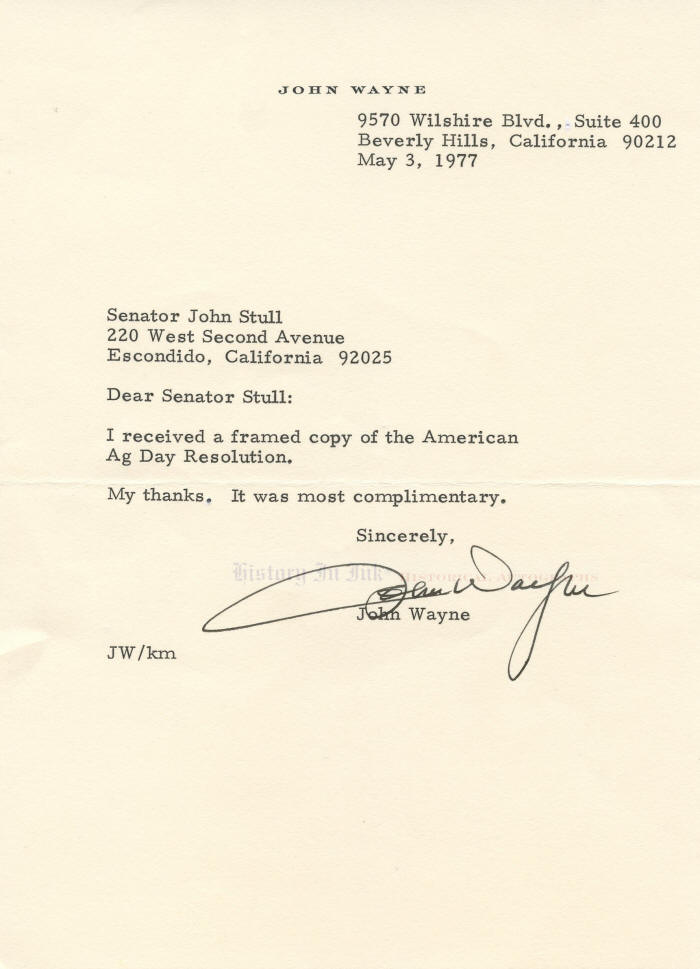 JOHN WAYNE
9570 Wilshire Blvd., Suite 400
Beverly Hills, California 90212
May 3, 1977
Senator John Stull
220 West Second Avenue
Escondido, California 92025
Dear Senator Stull:
I received a framed copy of the American
Ag Day Resolution.
My thanks. It was most complimentary.
Sincerely,
History In Ink HISTORICAL AUTOGRAPHS
John Wayne
John Wayne
JW/km